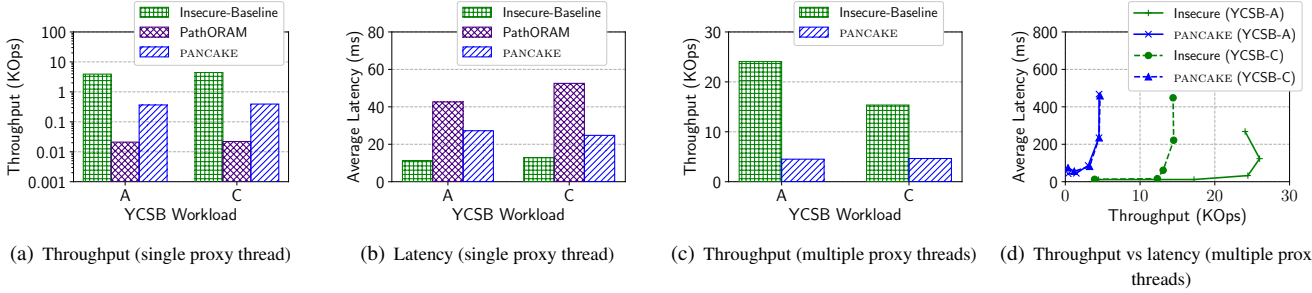 Insecure-Baseline
PathORAM
PANCAKE
Throughput (KOps)
100
10
1
0.1
0.01
0.001
A
C
YCSB Workload
(a) Throughput (single proxy thread)
Insecure-Baseline
PathORAM
PANCAKE
Average Latency (ms)
80
60
40
20
0
A
C
YCSB Workload
(b) Latency (single proxy thread)
Insecure-Baseline
PANCAKE
Throughput (KOps)
30
20
10
0
A
C
YCSB Workload
(c) Throughput (multiple proxy threads)
Insecure (YCSB-A)
PANCAKE (YCSB-A)
Insecure (YCSB-C)
PANCAKE (YCSB-C)
Average Latency (ms)
800
600
400
200
0
0 10 20 30
Throughput (KOps)
(d) Throughput vs latency (multiple prox
threads)